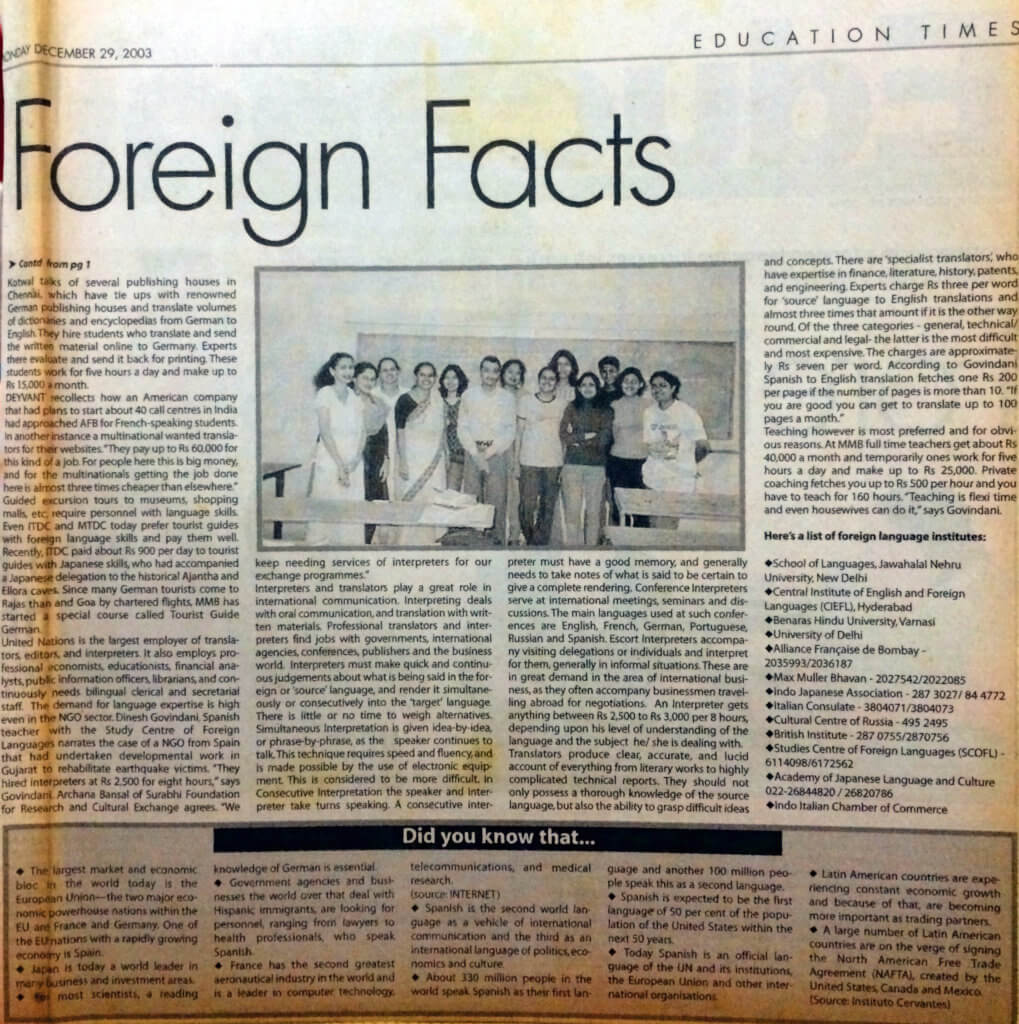 ONDAY DECEMBER 29, 2003
EDUCATION TIMES
Foreign Facts
➤ Contd from pg 1
Kotwal talks of several publishing houses in
Chennai, which have tie ups with renowned
German publishing houses and translate volumes
of dictionaries and encyclopedias from German to
English. They hire students who translate and send
the written material online to Germany. Experts
there evaluate and send it back for printing. These
students work for five hours a day and make up to
Rs 15,000 a month.
DEYVANT recollects how an American company
that had plans to start about 40 call centres in India
had approached AFB for French-speaking students.
In another instance a multinational wanted transla-
tors for their websites. "They pay up to Rs 60,000 for
this kind of a job. For people here this is big money,
and for the multinationals getting the job done
here is almost three times cheaper than elsewhere."
Guided excursion tours to museums, shopping
malls, etc, require personnel with language skills.
Even ITDC and MTDC today prefer tourist guides
with foreign language skills and pay them well.
Recently, ITDC paid about Rs 900 per day to tourist
guides with Japanese skills, who had accompanied
a Japanese delegation to the historical Ajantha and
Ellora caves. Since many German tourists come to
Rajasthan and Goa by chartered flights, MMB has
started a special course called Tourist Guide
German.
United Nations is the largest employer of transla-
tors, editors, and interpreters. It also employs pro-
fessional economists, educationists, financial ana-
lysts, public information officers, librarians, and con-
tinuously needs bilingual clerical and secretarial
staff. The demand for language expertise is high
even in the NGO sector. Dinesh Govindani, Spanish
teacher with the Study Centre of Foreign
Languages narrates the case of a NGO from Spain
that had undertaken developmental work in
Gujarat to rehabilitate earthquake victims. "They
hired interpreters at Rs 2,500 for eight hours," says
Govindani. Archana Bansal of Surabhi Foundation
for Research and Cultural Exchange agrees. "We
keep needing services of interpreters for our
exchange programmes."
Interpreters and translators play a great role in
international communication. Interpreting deals
with oral communication, and translation with writ-
ten materials. Professional translators and inter-
preters find jobs with governments, international
agencies, conferences, publishers and the business
world. Interpreters must make quick and continu-
ous judgements about what is being said in the for-
eign or 'source' language, and render it simultane-
ously or consecutively into the 'target' language.
There is little or no time to weigh alternatives.
Simultaneous Interpretation is given idea-by-idea,
or phrase-by-phrase, as the speaker continues to
talk. This technique requires speed and fluency, and
is made possible by the use of electronic equip-
ment. This is considered to be more difficult. In
Consecutive Interpretation the speaker and Inter-
preter take turns speaking. A consecutive inter-
preter must have a good memory, and generally
needs to take notes of what is said to be certain to
give a complete rendering. Conference Interpreters
serve at international meetings, seminars and dis-
cussions. The main languages used at such confer-
ences are English, French, German, Portuguese,
Russian and Spanish. Escort Interpreters accompa-
ny visiting delegations or individuals and interpret
for them, generally in informal situations. These are
in great demand in the area of international busi-
ness, as they often accompany businessmen travel-
ling abroad for negotiations. An Interpreter gets
anything between Rs 2,500 to Rs 3,000 per 8 hours,
depending upon his level of understanding of the
language and the subject he/ she is dealing with.
Translators produce clear, accurate, and lucid
account of everything from literary works to highly
complicated technical reports. They should not
only possess a thorough knowledge of the source
language, but also the ability to grasp difficult ideas
and concepts. There are 'specialist translators', who
have expertise in finance, literature, history, patents,
and engineering. Experts charge Rs three per word
for 'source' language to English translations and
almost three times that amount if it is the other way
round. Of the three categories - general, technical/
commercial and legal- the latter is the most difficult
and most expensive. The charges are approximate-
ly Rs seven per word. According to Govindani
Spanish to English translation fetches one Rs 200
per page if the number of pages is more than 10. "If
you are good you can get to translate up to 100
pages a month.
Teaching however is most preferred and for obvi-
ous reasons. At MMB full time teachers get about Rs
40,000 a month and temporarily ones work for five
hours a day and make up to Rs 25,000. Private
coaching fetches you up to Rs 500 per hour and you
have to teach for 160 hours. "Teaching is flexi time
and even housewives can do it," says Govindani.
Here's a list of foreign language institutes:
◆School of Languages, Jawahalal Nehru
University, New Delhi
◆Central Institute of English and Foreign
Languages (CIEFL), Hyderabad
◆Benaras Hindu University, Varnasi
◆University of Delhi
◆Alliance Française de Bombay -
2035993/2036187
◆Max Muller Bhavan - 2027542/2022085
◆Indo Japanese Association - 287 3027/ 84 4772
◆Italian Consulate - 3804071/3804073
◆Cultural Centre of Russia - 495 2495
◆British Institute - 287 0755/2870756
◆Studies Centre of Foreign Languages (SCOFL) -
6114098/6172562
◆Academy of Japanese Language and Culture
022-26844820 / 26820786
◆Indo Italian Chamber of Commerce
Did you know that...
◆ The largest market and economic
bloc in the world today is the
European Union—the two major eco-
nomic powerhouse nations within the
EU are France and Germany. One of
the EU nations with a rapidly growing
economy is Spain.
◆ Japan is today a world leader in
many business and investment areas.
◆ For most scientists, a reading
knowledge of German is essential.
◆ Government agencies and busi-
nesses the world over that deal with
Hispanic immigrants, are looking for
personnel, ranging from lawyers to
health professionals, who speak
Spanish.
◆ France has the second greatest
aeronautical industry in the world and
is a leader in computer technology,
telecommunications, and medical
research.
(source: INTERNET)
◆ Spanish is the second world lan-
guage as a vehicle of international
communication and the third as an
international language of politics, eco-
nomics and culture.
◆ About 330 million people in the
world speak Spanish as their first lan-
guage and another 100 million peo-
ple speak this as a second language.
◆ Spanish is expected to be the first
language of 50 per cent of the popu-
lation of the United States within the
next 50 years.
◆ Today Spanish is an official lan-
guage of the UN and its institutions,
the European Union and other inter-
national organisations.
◆ Latin American countries are expe-
riencing constant economic growth
and because of that, are becoming
more important as trading partners.
◆ A large number of Latin American
countries are on the verge of signing
the North American Free Trade
Agreement (NAFTA), created by the
United States, Canada and Mexico.
(Source: Instituto Cervantes)